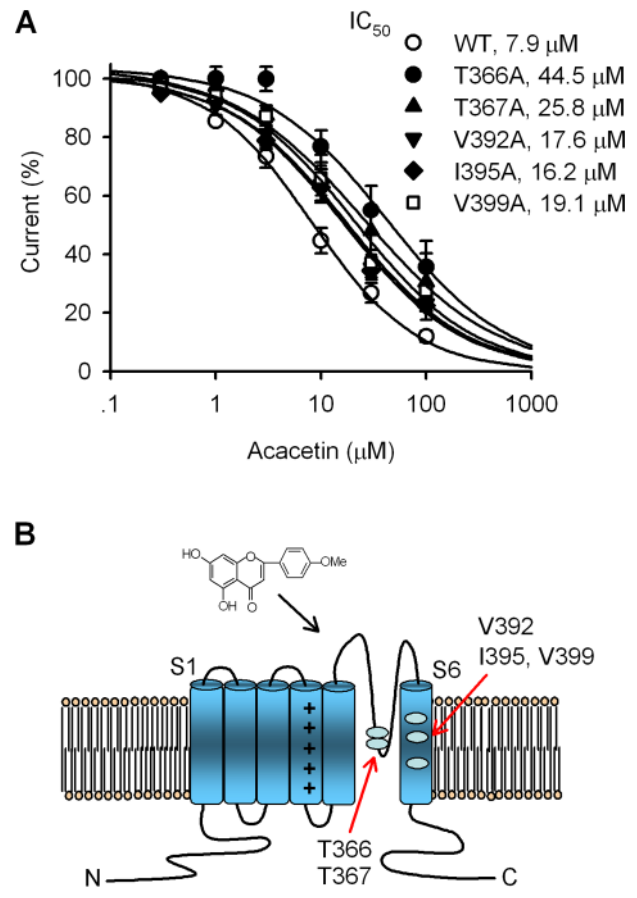 A
IC50
WT, 7.9 μM
T366A, 44.5 μM
T367A, 25.8 μM
V392A, 17.6 μM
I395A, 16.2 μM
V399A, 19.1 μM
Current (%)
100
80
60
40
20
0
.1 1 10 100 1000
Acacetin (μM)
B
HO
O
OMe
OH O
V392
I395, V399
S1
S6
+
+
+
+
+
T366
T367
N
C